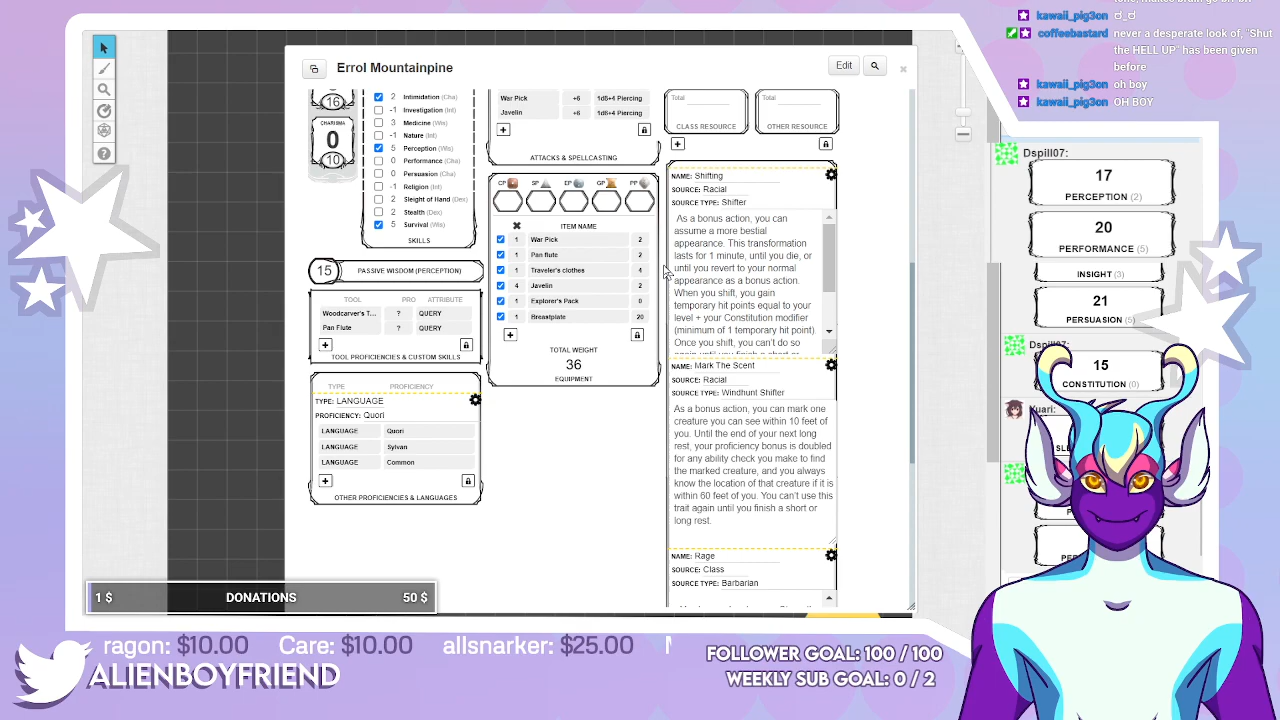 Errol Mountainpine
Edit
16
CHARISMA
0
10
2 Intimidation (Cha)
-1 Investigation (Int)
3 Medicine (Wis)
-1 Nature (Int)
5 Perception (Wis)
0 Performance (Cha)
0 Persuasion (Cha)
-1 Religion (Int)
2 Sleight of Hand (Dex)
2 Stealth (Dex)
5 Survival (Wis)
SKILLS
15 PASSIVE WISDOM (PERCEPTION)
TOOL PRO ATTRIBUTE
Woodcarver's T... ? QUERY
Pan Flute ? QUERY
TOOL PROFICIENCIES & CUSTOM SKILLS
TYPE PROFICIENCY
TYPE: LANGUAGE
PROFICIENCY: Quori
LANGUAGE Quori
LANGUAGE Sylvan
LANGUAGE Common
OTHER PROFICIENCIES & LANGUAGES
War Pick +6 1d8+4 Piercing
Javelin +6 1d6+4 Piercing
ATTACKS & SPELLCASTING
CP SP EP GP PP
ITEM NAME
1 War Pick 2
1 Pan flute 2
1 Traveler's clothes 4
4 Javelin 2
1 Explorer's Pack 0
1 Breastplate 20
TOTAL WEIGHT
36
EQUIPMENT
Total
CLASS RESOURCE
Total
OTHER RESOURCE
NAME: Shifting
SOURCE: Racial
SOURCE TYPE: Shifter
As a bonus action, you can
assume a more bestial
appearance. This transformation
lasts for 1 minute, until you die, or
until you revert to your normal
appearance as a bonus action.
When you shift, you gain
temporary hit points equal to your
level + your Constitution modifier
(minimum of 1 temporary hit point).
Once you shift, you can't do so
again until you finish a short or
NAME: Mark The Scent
SOURCE: Racial
SOURCE TYPE: Windhunt Shifter
As a bonus action, you can mark one
creature you can see within 10 feet of
you. Until the end of your next long
rest, your proficiency bonus is doubled
for any ability check you make to find
the marked creature, and you always
know the location of that creature if it is
within 60 feet of you. You can't use this
trait again until you finish a short or
long rest.
NAME: Rage
SOURCE: Class
SOURCE TYPE: Barbarian
kawaii_pig3on
coffeebastard never a desperate look of, "Shut
the HELL UP" has been given
before
kawaii_pig3on oh boy
kawaii_pig3on OH BOY
Dspill07:
17
PERCEPTION (2)
20
PERFORMANCE (5)
INSIGHT (3)
21
PERSUASION (5)
15
CONSTITUTION (0)
1 $ DONATIONS 50 $
ragon: $10.00 Care: $10.00 allsnarker: $25.00
ALIENBOYFRIEND
FOLLOWER GOAL: 100 / 100
WEEKLY SUB GOAL: 0 / 2